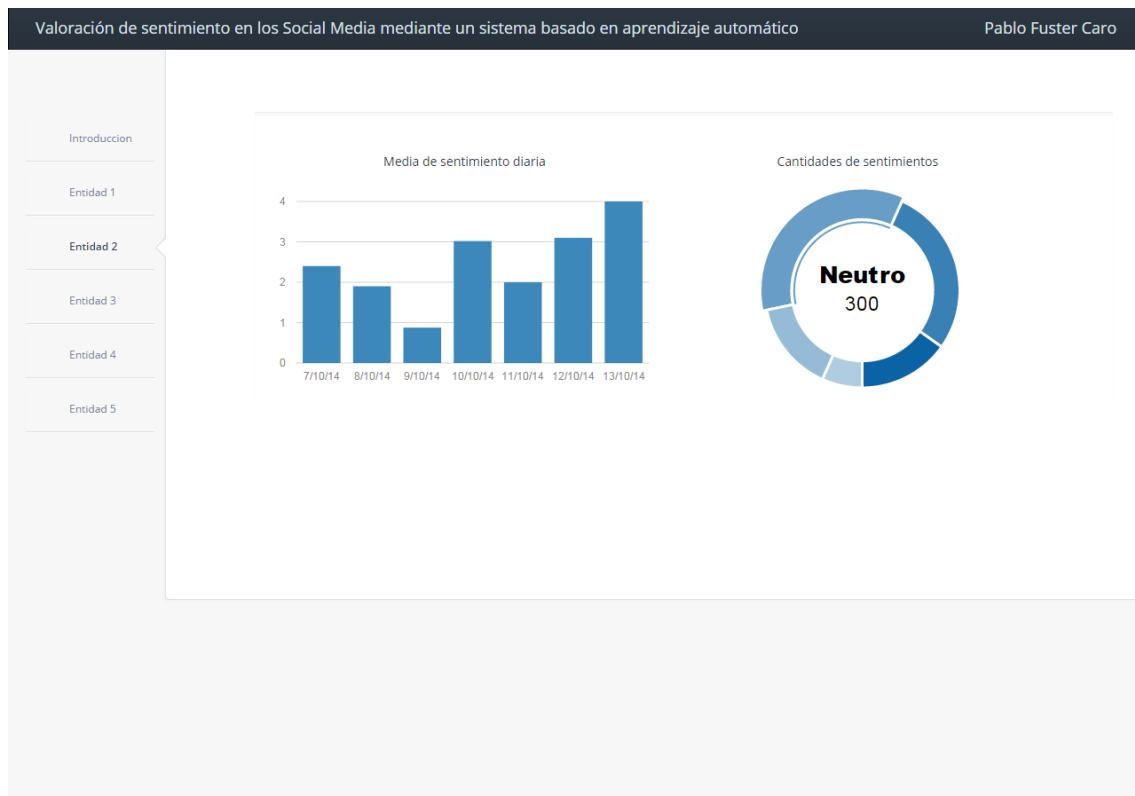 Valoración de sentimiento en los Social Media mediante un sistema basado en aprendizaje automático
Pablo Fuster Caro
Introduccion
Entidad 1
Entidad 2
Entidad 3
Entidad 4
Entidad 5
Media de sentimiento diaria
4
3
2
1
0
7/10/14 8/10/14 9/10/14 10/10/14 11/10/14 12/10/14 13/10/14
Cantidades de sentimientos
Neutro
300